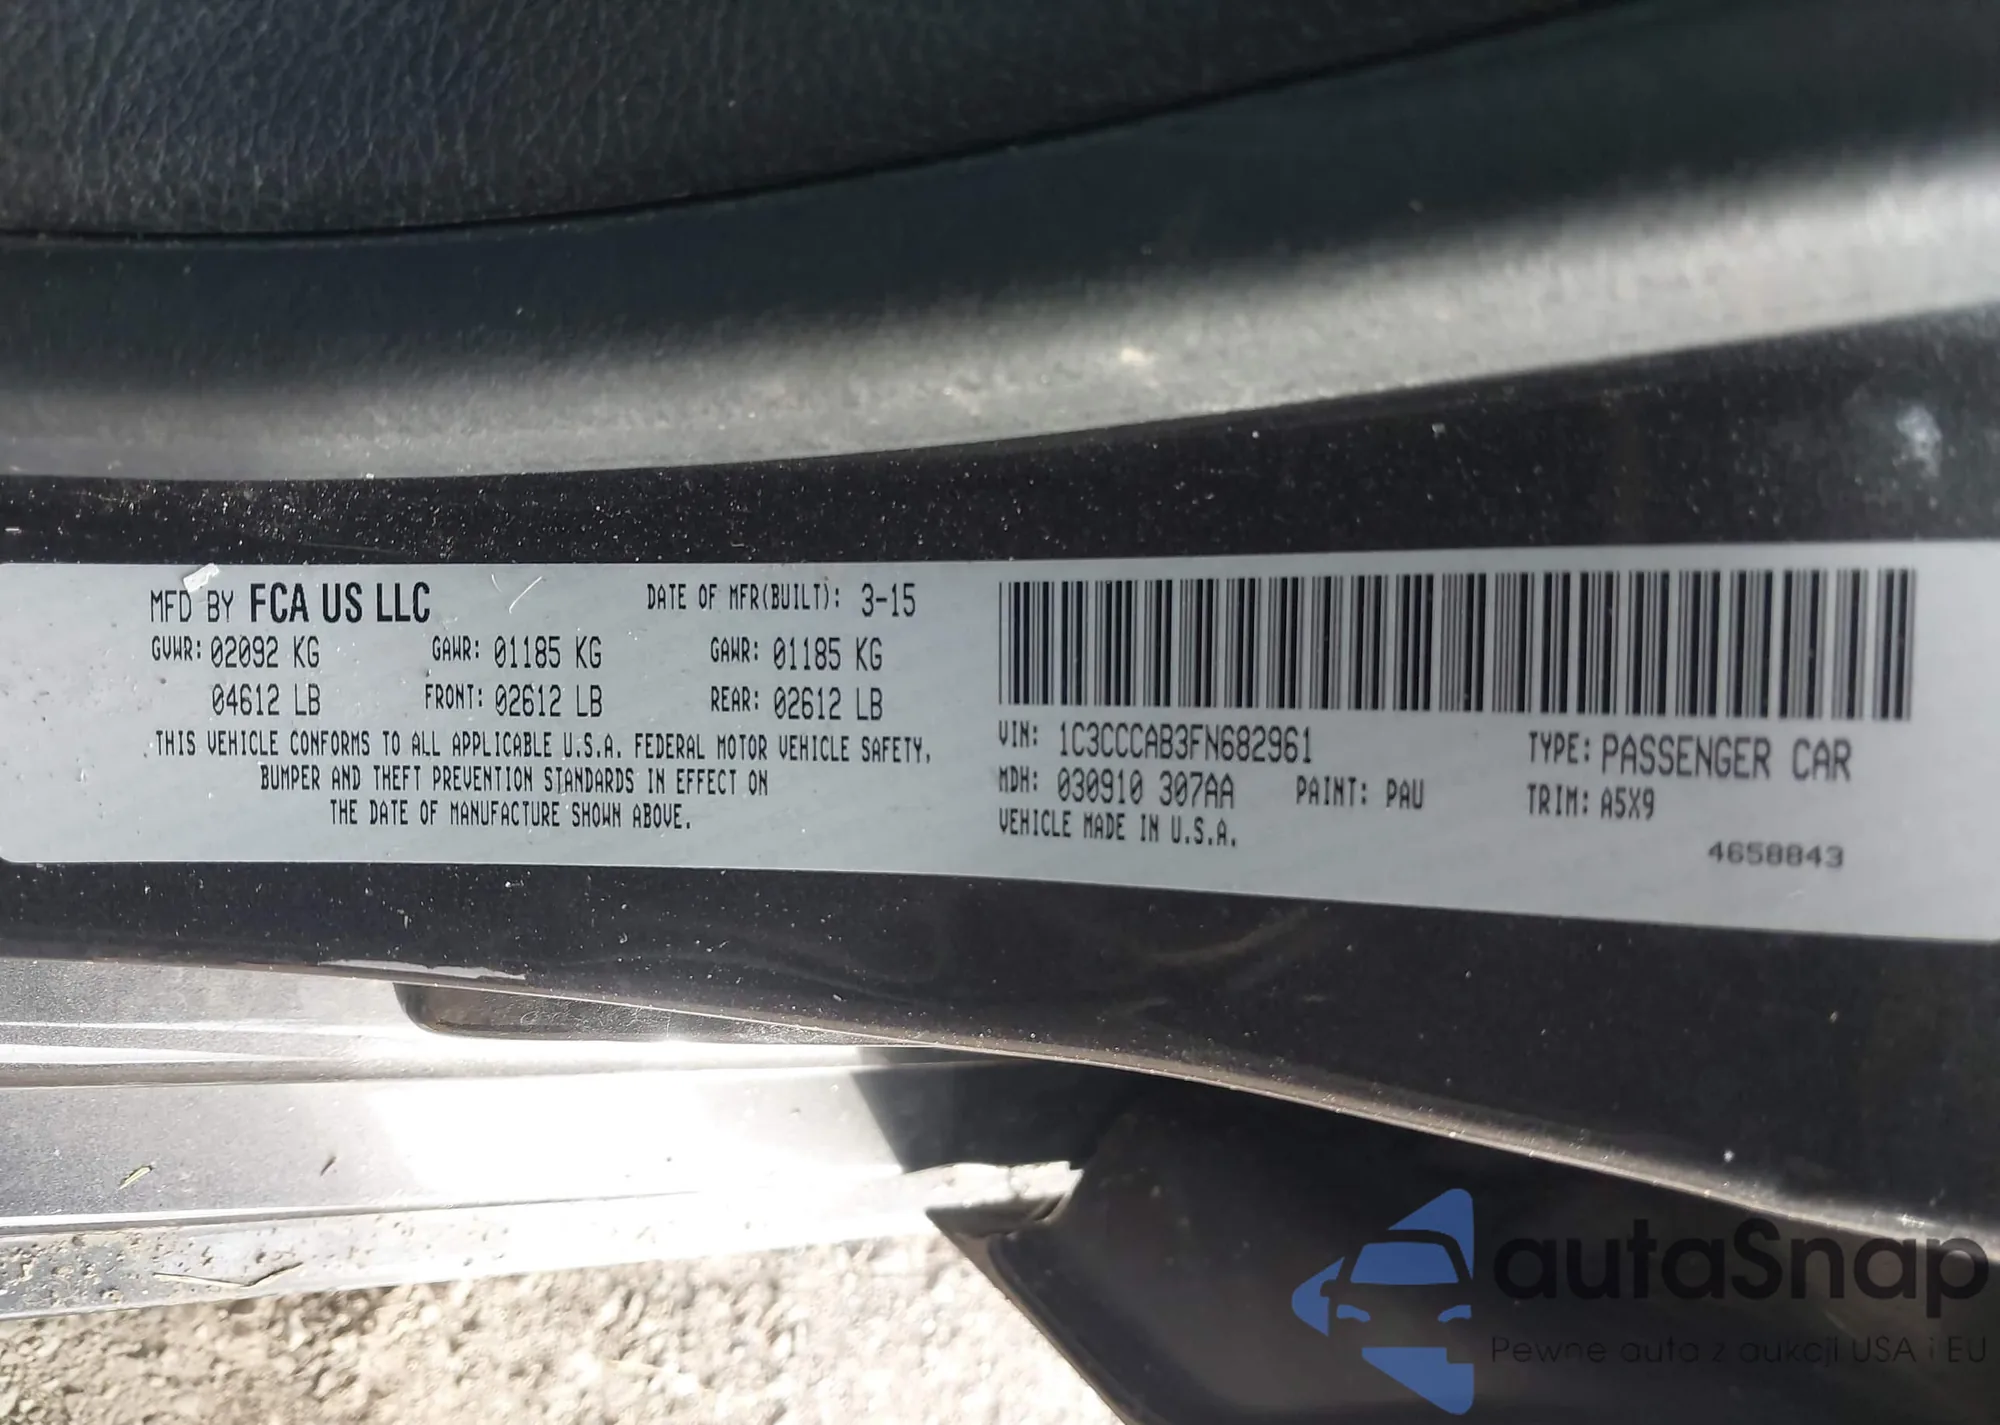 MFD BY FCA US LLC DATE OF MFR(BUILT): 3-15
GVWR: 02092 KG GAWR: 01185 KG GAWR: 01185 KG
04612 LB FRONT: 02612 LB REAR: 02612 LB
THIS VEHICLE CONFORMS TO ALL APPLICABLE U.S.A. FEDERAL MOTOR VEHICLE SAFETY,
BUMPER AND THEFT PREVENTION STANDARDS IN EFFECT ON
THE DATE OF MANUFACTURE SHOWN ABOVE.
VIN: 1C3CCCAB3FN682961 TYPE: PASSENGER CAR
MDH: 030910 307AA PAINT: PAU TRIM: A5X9
VEHICLE MADE IN U.S.A.
4658843
autaSnap
Pewne auta z aukcji USA i EU